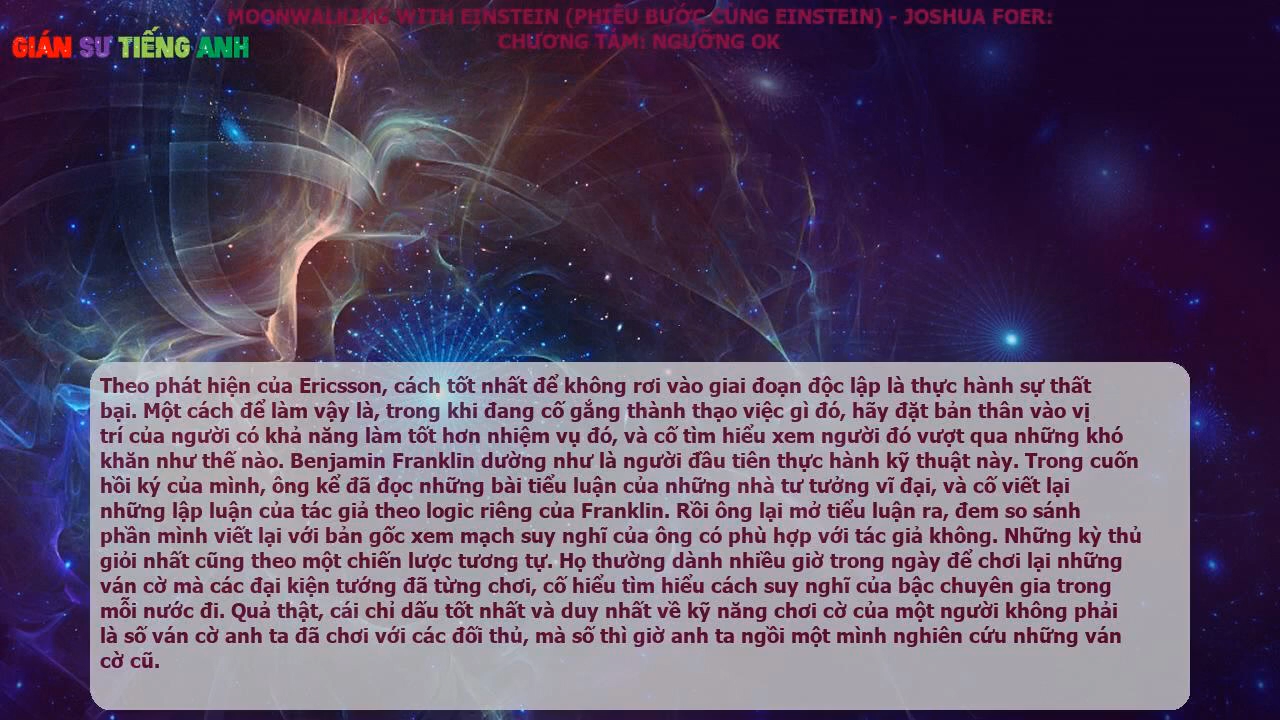 MOONWALKING WITH EINSTEIN (PHIÊU BƯỚC CÙNG EINSTEIN) - JOSHUA FOER:
CHƯƠNG TÁM: NGƯỠNG OK
GIÁN SƯ TIẾNG ANH
Theo phát hiện của Ericsson, cách tốt nhất để không rơi vào giai đoạn độc lập là thực hành sự thất
bại. Một cách để làm vậy là, trong khi đang cố gắng thành thạo việc gì đó, hãy đặt bản thân vào vị
trí của người có khả năng làm tốt hơn nhiệm vụ đó, và cố tìm hiểu xem người đó vượt qua những khó
khăn như thế nào. Benjamin Franklin dường như là người đầu tiên thực hành kỹ thuật này. Trong cuốn
hồi ký của mình, ông kể đã đọc những bài tiểu luận của những nhà tư tưởng vĩ đại, và cố viết lại
những lập luận của tác giả theo logic riêng của Franklin. Rồi ông lại mở tiểu luận ra, đem so sánh
phần mình viết lại với bản gốc xem mạch suy nghĩ của ông có phù hợp với tác giả không. Những kỳ thủ
giỏi nhất cũng theo một chiến lược tương tự. Họ thường dành nhiều giờ trong ngày để chơi lại những
ván cờ mà các đại kiện tướng đã từng chơi, cố hiểu tìm hiểu cách suy nghĩ của bậc chuyên gia trong
mỗi nước đi. Quả thật, cái chỉ dấu tốt nhất và duy nhất về kỹ năng chơi cờ của một người không phải
là số ván cờ anh ta đã chơi với các đối thủ, mà số thì giờ anh ta ngồi một mình nghiên cứu những ván
cờ cũ.